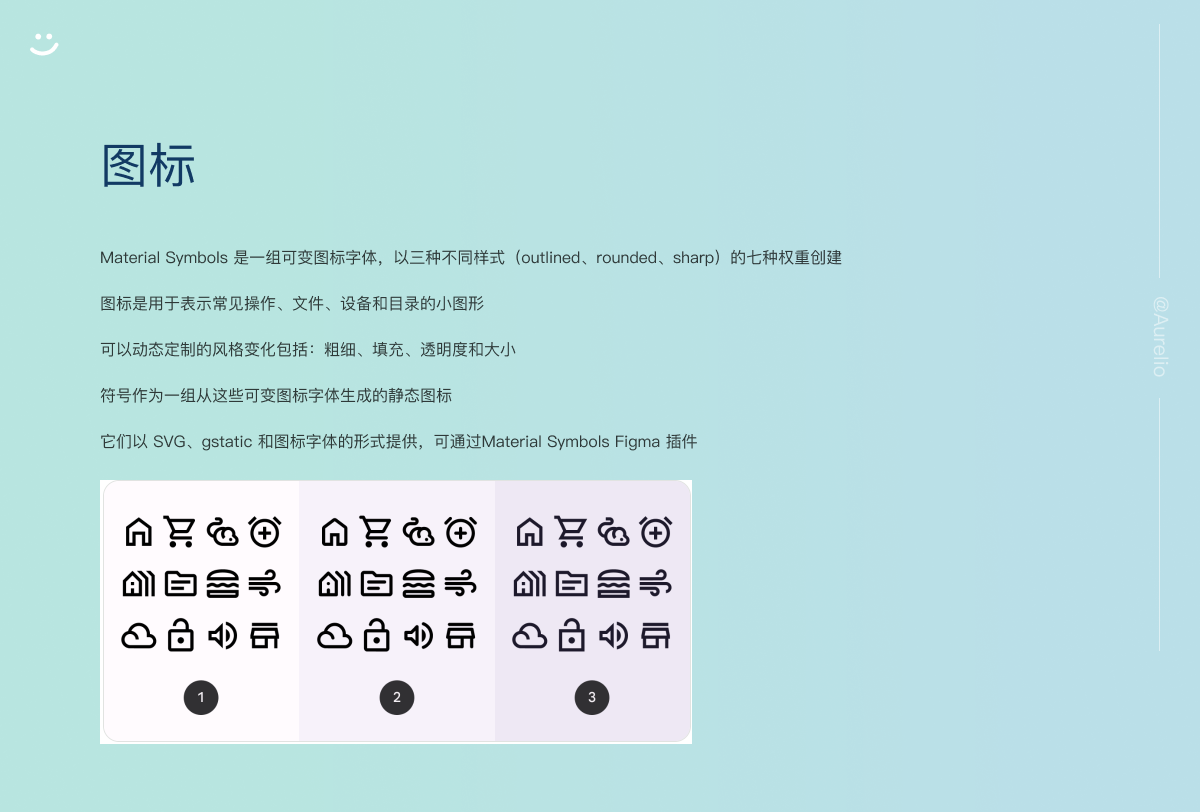 图标
Material Symbols 是一组可变图标字体，以三种不同样式（outlined、rounded、sharp）的七种权重创建
图标是用于表示常见操作、文件、设备和目录的小图形
可以动态定制的风格变化包括：粗细、填充、透明度和大小
符号作为一组从这些可变图标字体生成的静态图标
它们以 SVG、gstatic 和图标字体的形式提供，可通过Material Symbols Figma 插件
1
2
3
@Aurelio